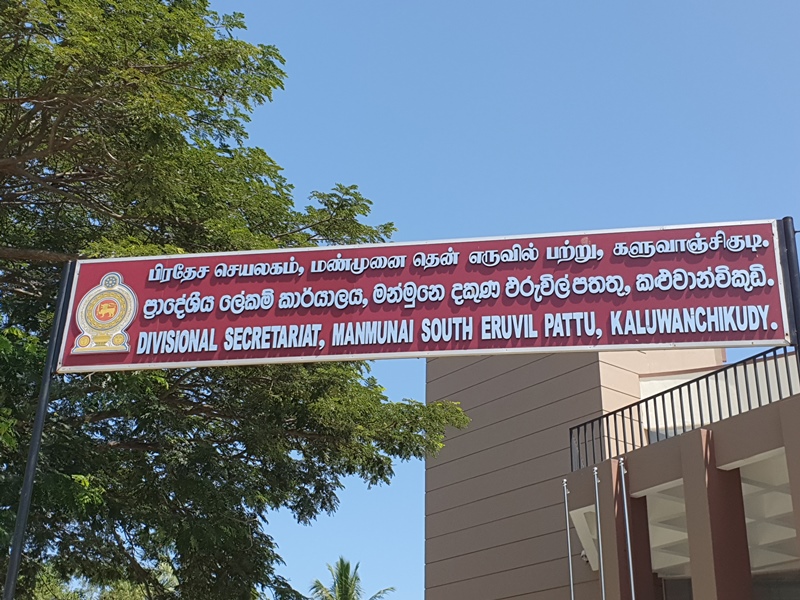 பிரதேச செயலகம், மண்முனை தென் எருவில் பற்று, களுவாஞ்சிகுடி.
ප්‍රාදේශීය ලේකම් කාර්යාලය, මන්මුනෙ දකුණ එරුවිල් පතතු, කළුවාන්චිකුඩි.
DIVISIONAL SECRETARIAT, MANMUNAI SOUTH ERUVIL PATTU, KALUWANCHIKUDY.